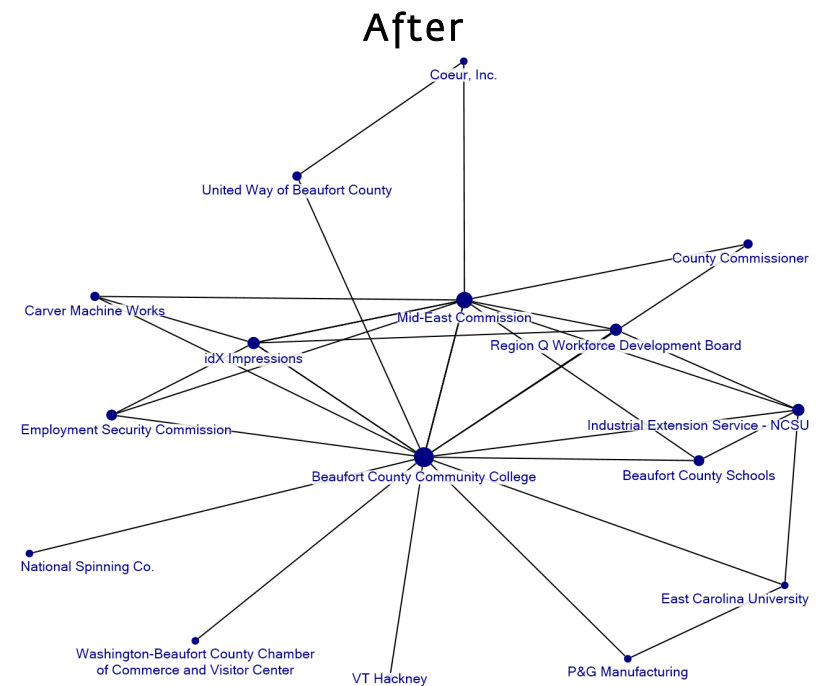 After
Coeur, Inc.
United Way of Beaufort County
County Commissioner
Carver Machine Works
Mid-East Commission
Region Q Workforce Development Board
idX Impressions
Employment Security Commission
Industrial Extension Service - NCSU
Beaufort County Community College
Beaufort County Schools
National Spinning Co.
East Carolina University
Washington-Beaufort County Chamber
of Commerce and Visitor Center
VT Hackney
P&G Manufacturing